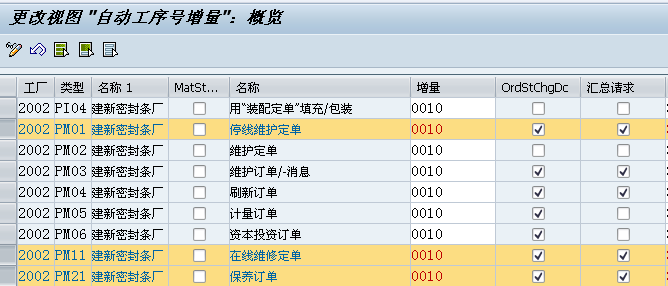 更改视图 "自动工序号增量": 概览
工厂 类型 名称 1 MatSt... 名称 增量 OrdStChgDc 汇总请求
2002 PI04 建新密封条厂 用“装配定单”填充/包装 0010
2002 PM01 建新密封条厂 停线维护定单 0010
2002 PM02 建新密封条厂 维护定单 0010
2002 PM03 建新密封条厂 维护订单/-消息 0010
2002 PM04 建新密封条厂 刷新订单 0010
2002 PM05 建新密封条厂 计量订单 0010
2002 PM06 建新密封条厂 资本投资订单 0010
2002 PM11 建新密封条厂 在线维修定单 0010
2002 PM21 建新密封条厂 保养订单 0010